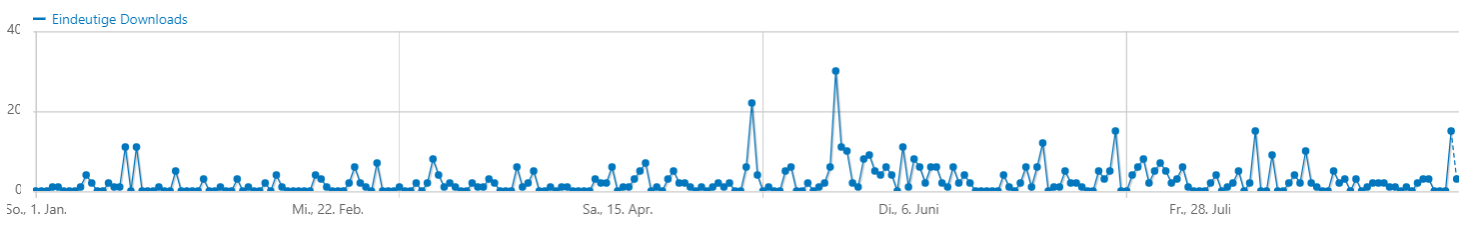 Eindeutige Downloads
40
20
0
So., 1. Jan.
Mi., 22. Feb.
Sa., 15. Apr.
Di., 6. Juni
Fr., 28. Juli